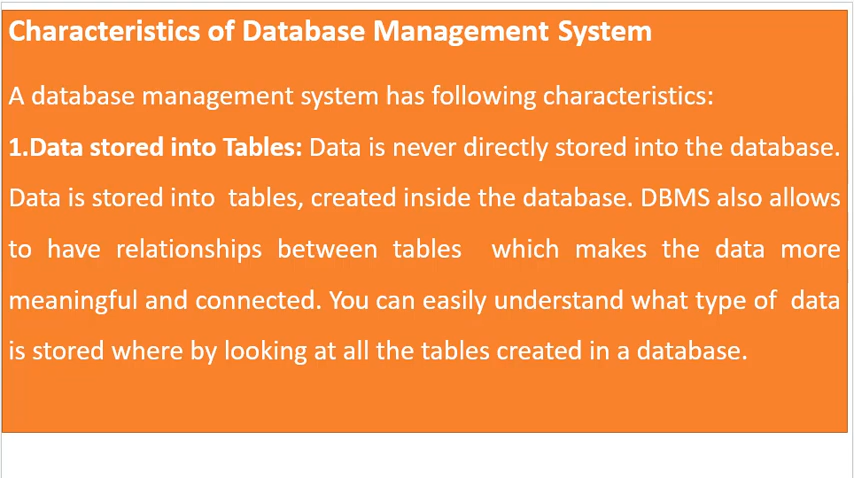 Characteristics of Database Management System
A database management system has following characteristics:
1.Data stored into Tables: Data is never directly stored into the database.
Data is stored into tables, created inside the database. DBMS also allows
to have relationships between tables which makes the data more
meaningful and connected. You can easily understand what type of data
is stored where by looking at all the tables created in a database.